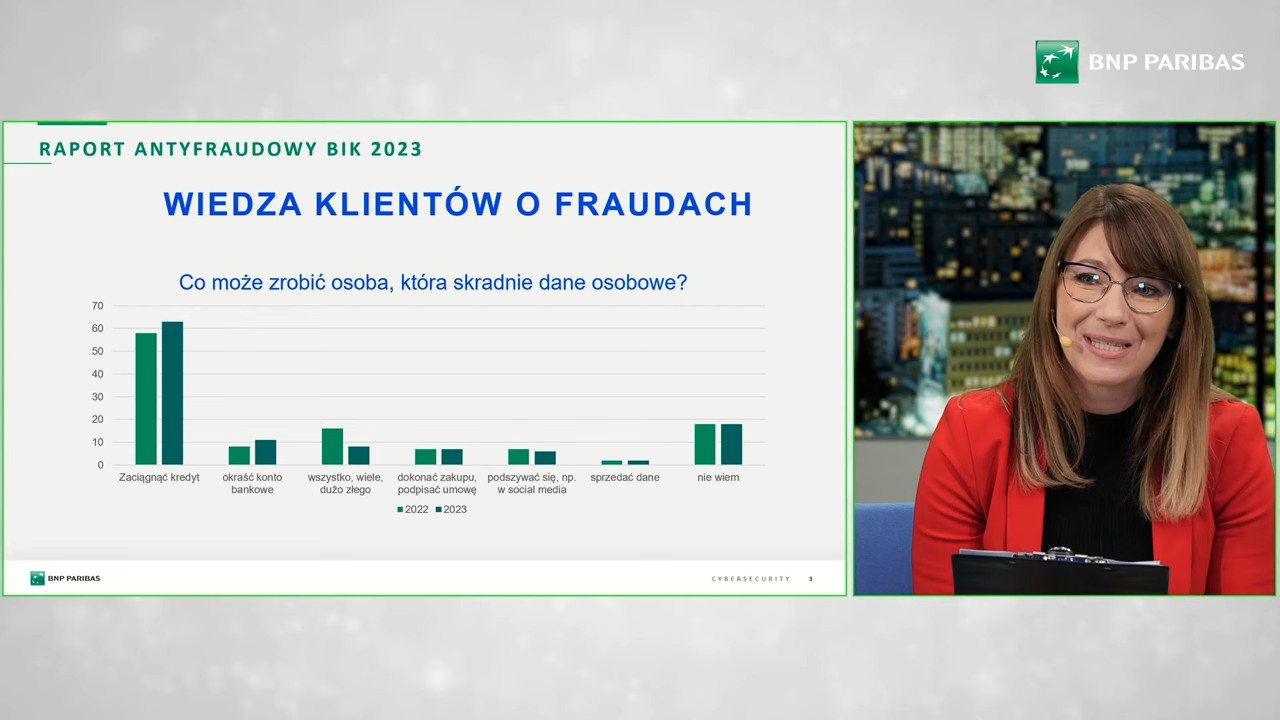 BNP PARIBAS
RAPORT ANTYFRAUDOWY BIK 2023
WIEDZA KLIENTÓW O FRAUDACH
Co może zrobić osoba, która skradnie dane osobowe?
70
60
50
40
30
20
10
0
Zaciągnąć kredyt
okraść konto
bankowe
wszystko, wiele,
dużo złego
dokonać zakupu,
podpisać umowę
podszywać się, np.
w social media
sprzedać dane
nie wiem
2022 2023
BNP PARIBAS
CYBERSECURITY 3